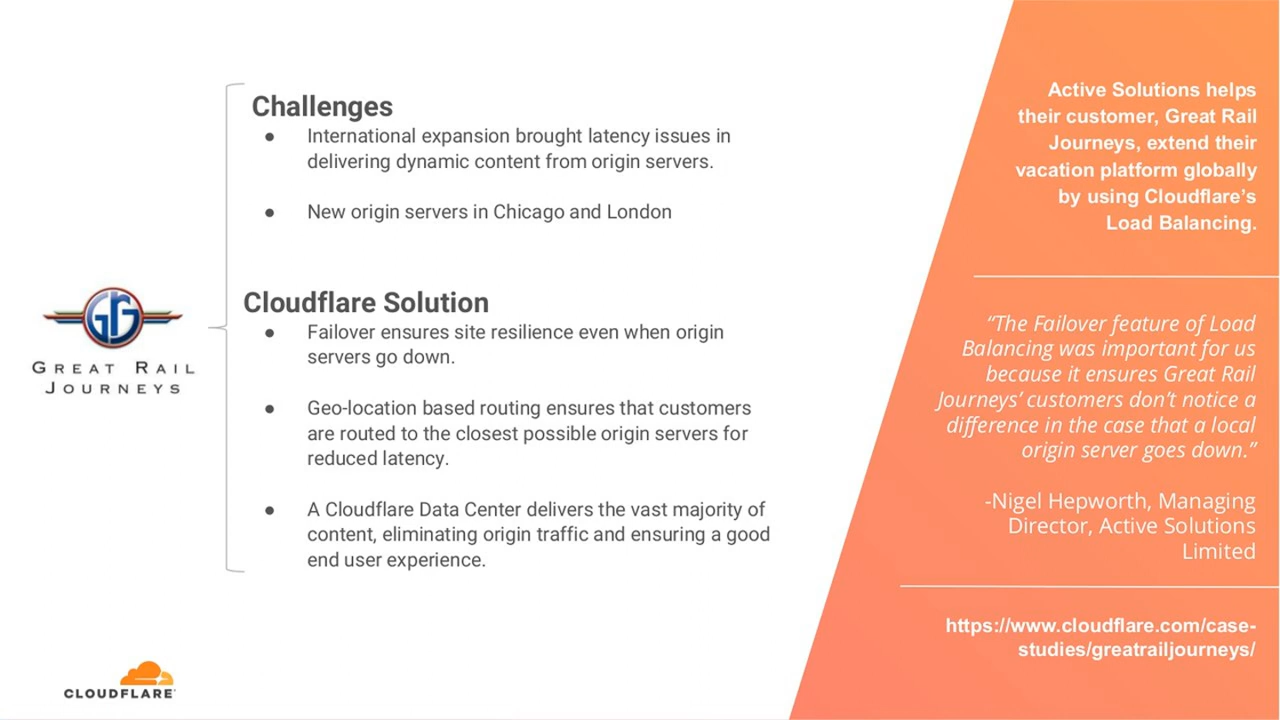 Challenges
● International expansion brought latency issues in
delivering dynamic content from origin servers.
● New origin servers in Chicago and London
Cloudflare Solution
● Failover ensures site resilience even when origin
servers go down.
● Geo-location based routing ensures that customers
are routed to the closest possible origin servers for
reduced latency.
● A Cloudflare Data Center delivers the vast majority of
content, eliminating origin traffic and ensuring a good
end user experience.
GR
GREAT RAIL
JOURNEYS
CLOUDFLARE
Active Solutions helps
their customer, Great Rail
Journeys, extend their
vacation platform globally
by using Cloudflare’s
Load Balancing.
“The Failover feature of Load
Balancing was important for us
because it ensures Great Rail
Journeys’ customers don’t notice a
difference in the case that a local
origin server goes down.”
-Nigel Hepworth, Managing
Director, Active Solutions
Limited
https://www.cloudflare.com/case-
studies/greatrailjourneys/